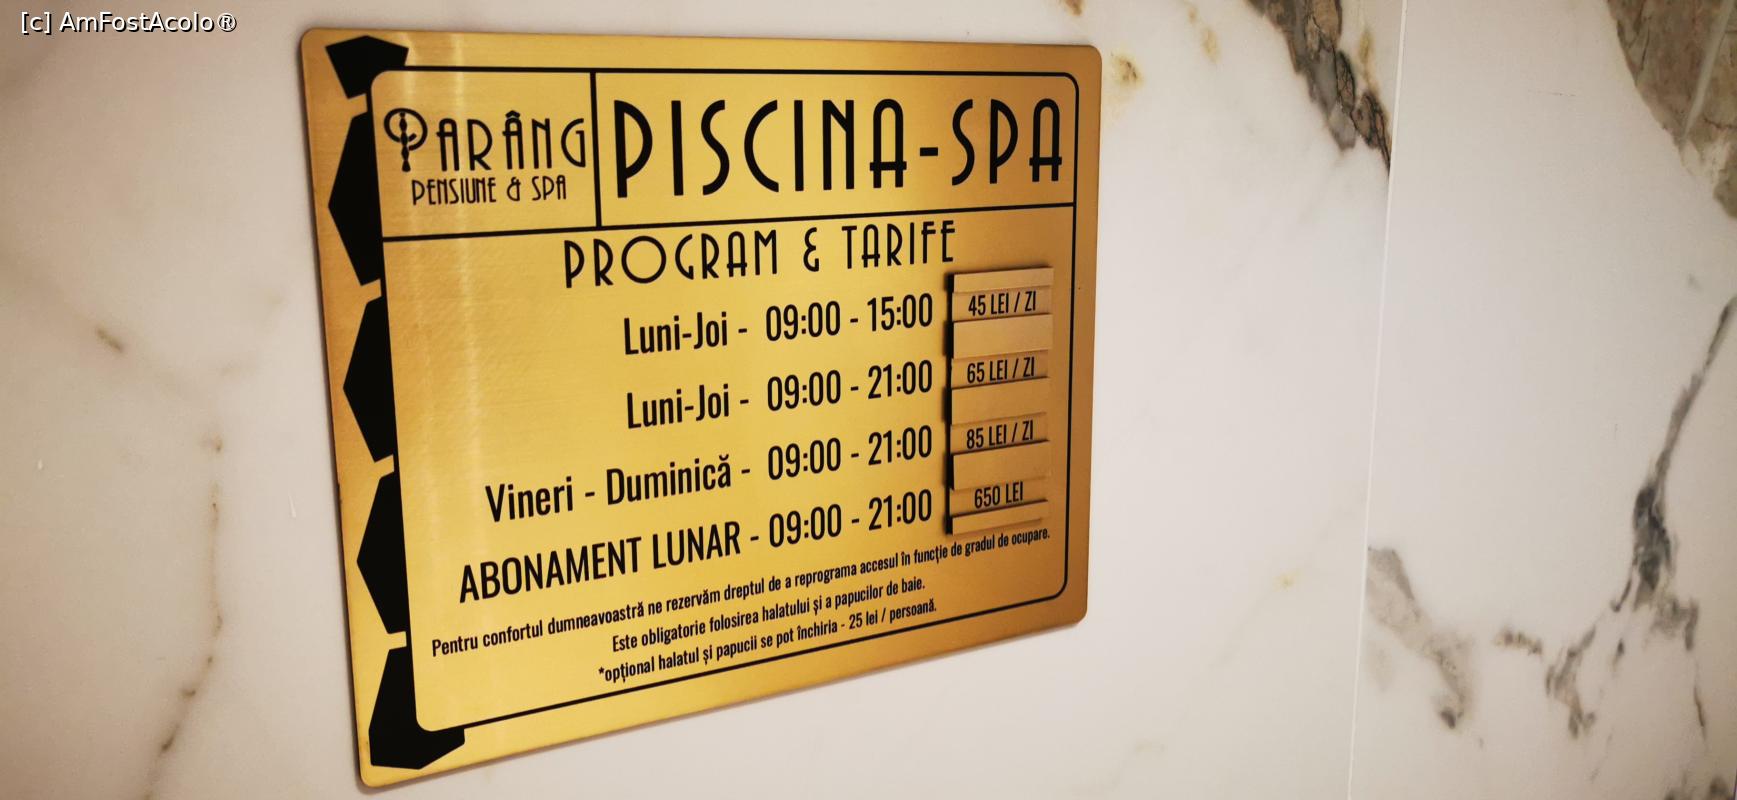 [c] AmFostAcolo®
PARÂNG
PENSIUNE & SPA
PISCINA-SPA
PROGRAM & TARIFE
Luni-Joi - 09:00 - 15:00 45 LEI / ZI
Luni-Joi - 09:00 - 21:00 65 LEI / ZI
Vineri - Duminică - 09:00 - 21:00 85 LEI / ZI
ABONAMENT LUNAR - 09:00 - 21:00 650 LEI
Pentru confortul dumneavoastră ne rezervăm dreptul de a reprograma accesul în funcție de gradul de ocupare.
Este obligatorie folosirea halatului și a papucilor de baie.
*opțional halatul și papucii se pot închiria - 25 lei / persoană.